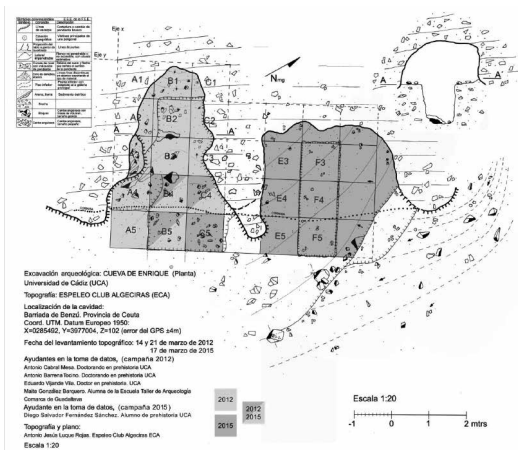 Eje x
Eje y
N mg
A1 B1 C1
B2 C2
A A'
A A'
B3
A4 B4
A5 B5 C5
E3 F3
E4 F4
E5 F5
Excavación arqueológica: CUEVA DE ENRIQUE (Planta)
Universidad de Cádiz (UCA)
Topografía: ESPELEO CLUB ALGECIRAS (ECA)
Localización de la cavidad:
Barriada de Benzú. Provincia de Ceuta
Coord. UTM. Datum Europeo 1950:
X=0285492, Y=3977004, Z=102 (error del GPS ±4m)
Fecha del levantamiento topográfico: 14 y 21 de marzo de 2012
17 de marzo de 2015
Ayudantes en la toma de datos, (campaña 2012)
Antonio Cabral Mesa. Doctorando en prehistoria UCA
Antonio Barrena Tocino. Doctorando en prehistoria UCA
Eduardo Vijande Vila. Doctor en prehistoria. UCA
Maite González Barquero. Alumna de la Escuela Taller de Arqueología
Comarca de Guadalteva
Ayudante en la toma de datos, (campaña 2015)
Diego Salvador Fernández Sánchez. Alumno de prehistoria UCA
Topografía y plano:
Antonio Jesús Luque Rojas. Espeleo Club Algeciras ECA
Escala 1:20
2012
2015
2012
2015
Escala 1:20
-1 0 1 2 mtrs